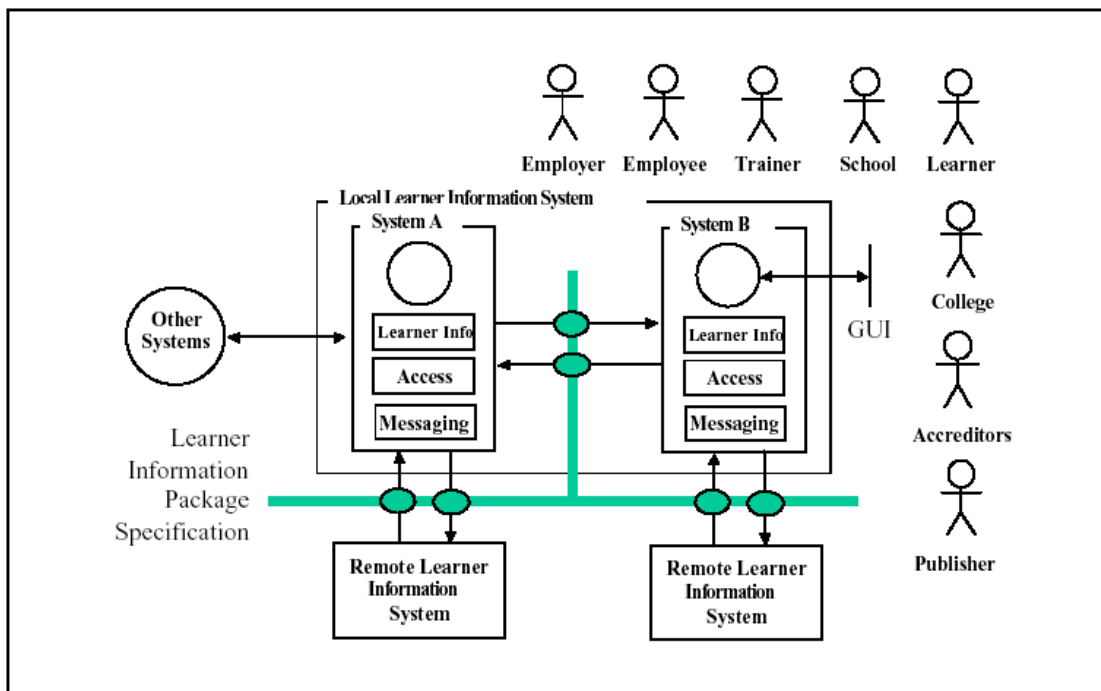 Employer
Employee
Trainer
School
Learner
Local Learner Information System
System A
System B
College
Other
Systems
Learner Info
Learner Info
GUI
Access
Access
Messaging
Messaging
Accreditors
Learner
Information
Package
Specification
Publisher
Remote Learner
Information
System
Remote Learner
Information
System